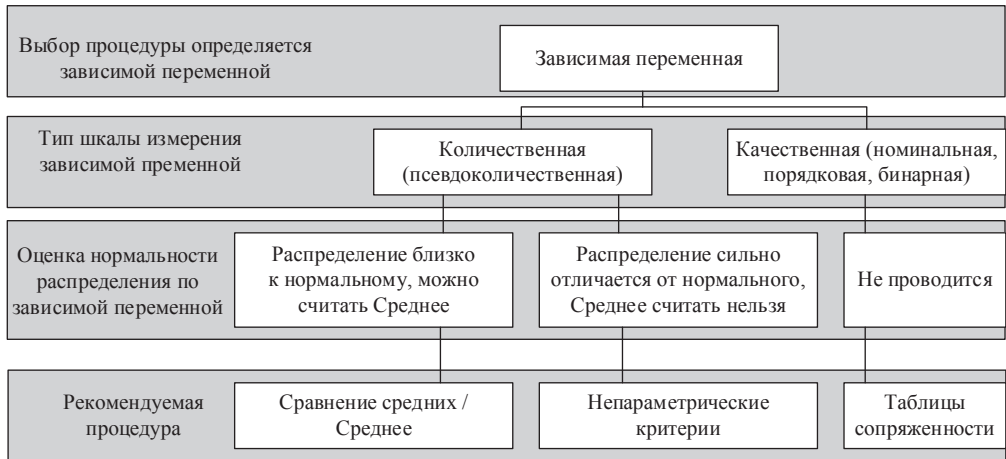 Выбор процедуры определяется
зависимой переменной
Зависимая переменная
Тип шкалы измерения
зависимой пременной
Количественная
(псевдоколичественная)
Качественная (номинальная,
порядковая, бинарная)
Оценка нормальности
распределения по
зависимой переменной
Распределение близко
к нормальному, можно
считать Среднее
Распределение сильно
отличается от нормального,
Среднее считать нельзя
Не проводится
Рекомендуемая
процедура
Сравнение средних /
Среднее
Непараметрические
критерии
Таблицы
сопряженности